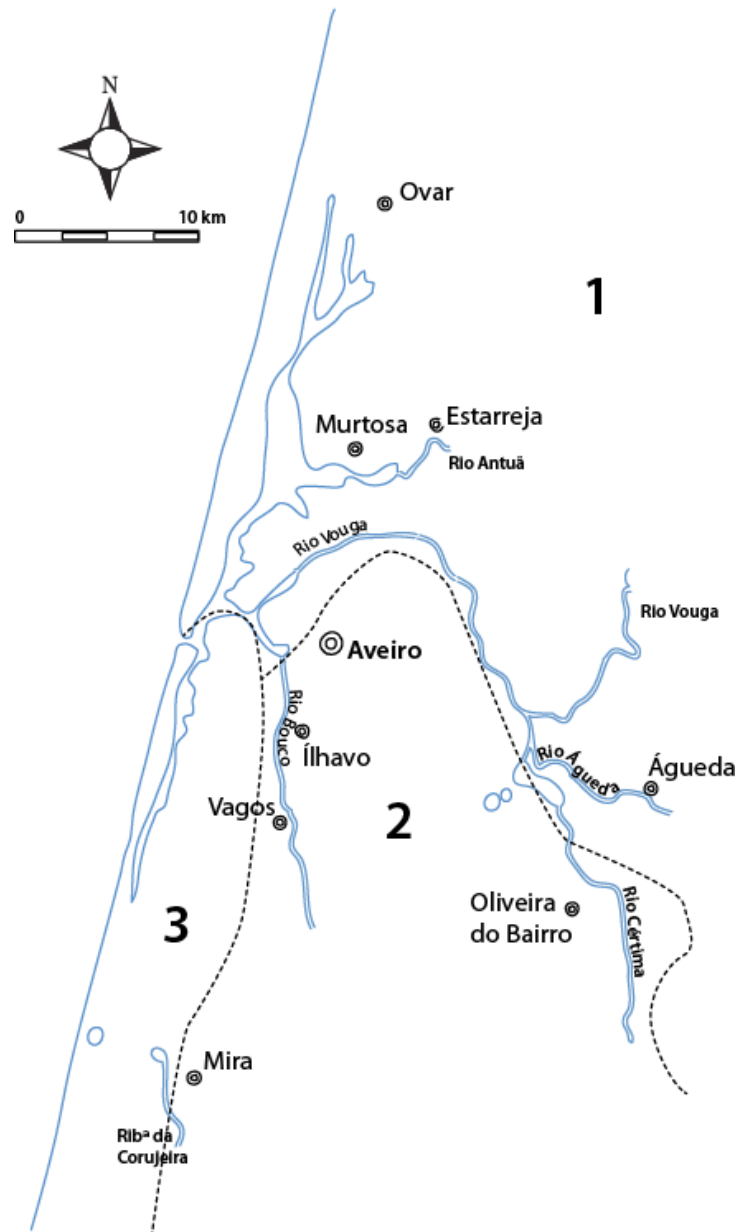 N
0 10 km
Ovar
1
Murtosa
Estarreja
Rio Antuã
Rio Vouga
Rio Vouga
Aveiro
Rio Bouco
Ílhavo
Rio Águeda
Águeda
Vagos
2
Oliveira
do Bairro
Rio Cértima
3
Mira
Ribª da
Corujeira